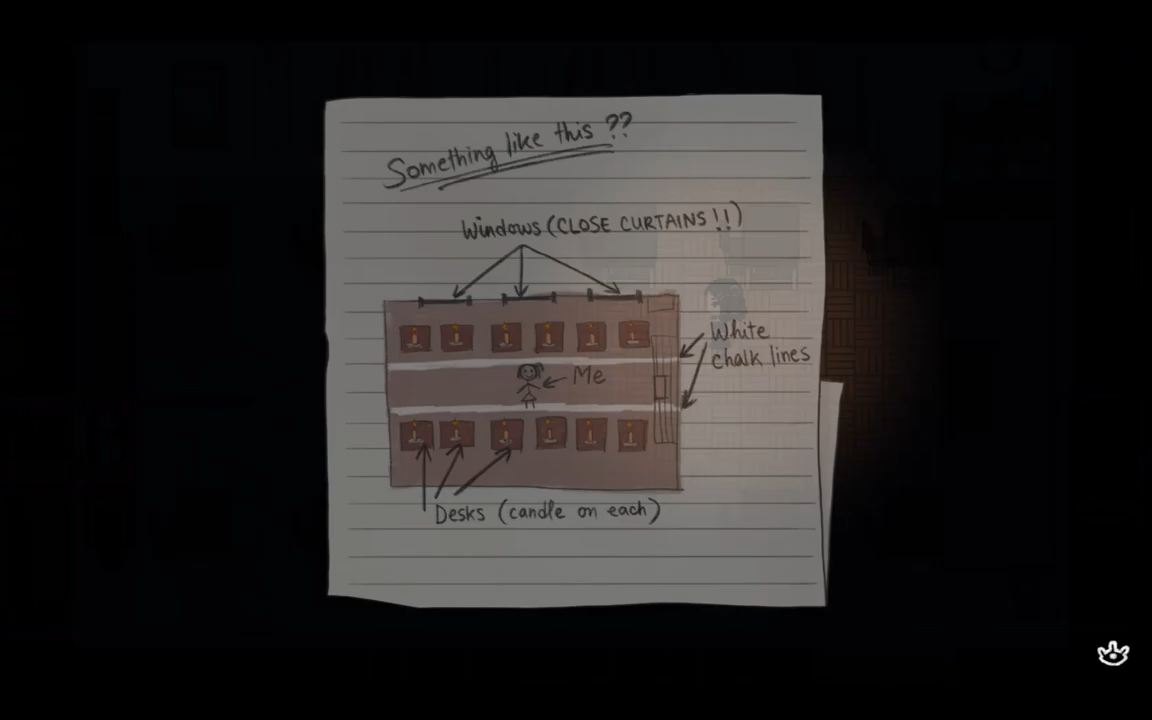 Something like this ??
Windows (CLOSE CURTAINS !!)
White
chalk lines
Me
Desks (candle on each)